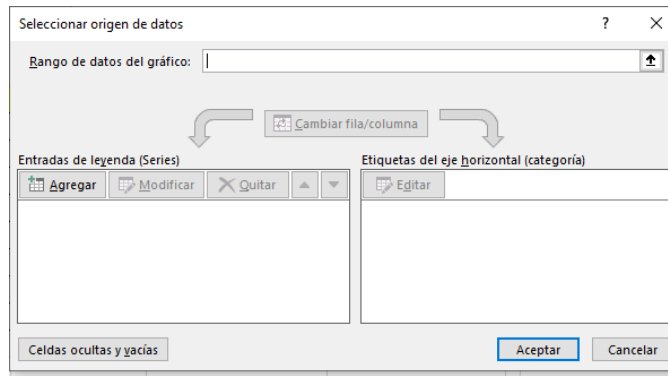 Seleccionar origen de datos ? ×
Rango de datos del gráfico:
Cambiar fila/columna
Entradas de leyenda (Series)
Etiquetas del eje horizontal (categoría)
Agregar Modificar Quitar
Editar
Celdas ocultas y vacías
Aceptar Cancelar